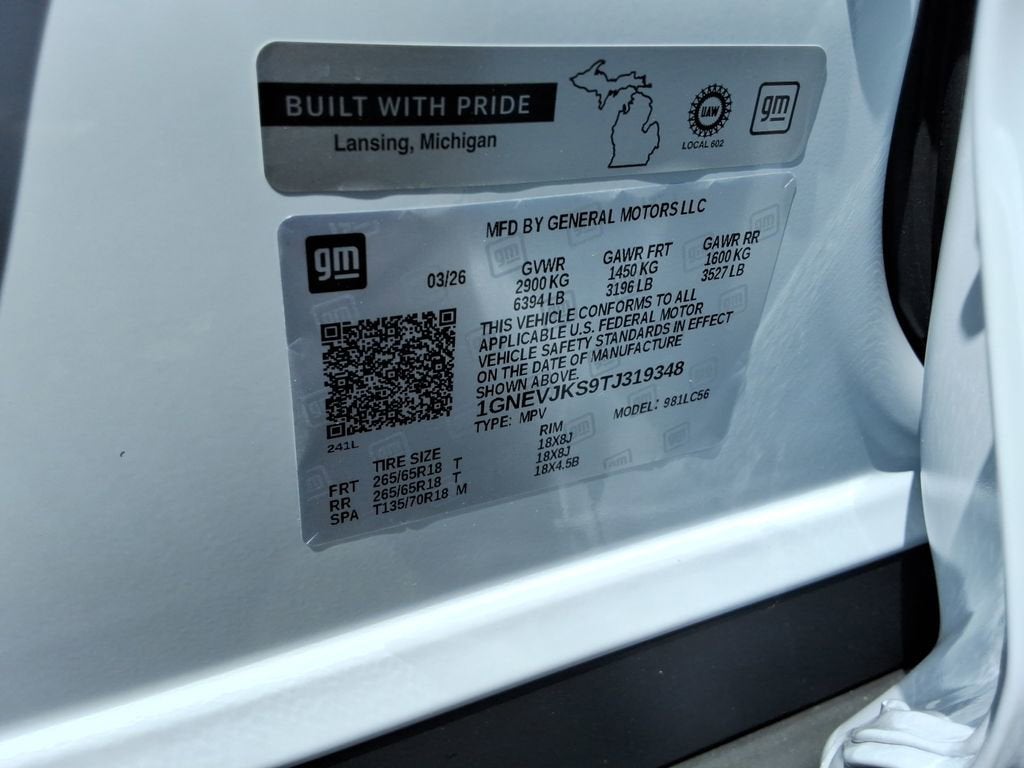 BUILT WITH PRIDE
Lansing, Michigan
UAW
LOCAL 602
gm
MFD BY GENERAL MOTORS LLC
gm
03/26
GVWR GAWR FRT GAWR RR
2900 KG 1450 KG 1600 KG
6394 LB 3196 LB 3527 LB
THIS VEHICLE CONFORMS TO ALL
APPLICABLE U.S. FEDERAL MOTOR
VEHICLE SAFETY STANDARDS IN EFFECT
ON THE DATE OF MANUFACTURE
SHOWN ABOVE.
1GNEVJKS9TJ319348
TYPE: MPV MODEL: 981LC56
241L
TIRE SIZE RIM
FRT 265/65R18 T 18X8J
RR 265/65R18 T 18X8J
SPA T135/70R18 M 18X4.5B